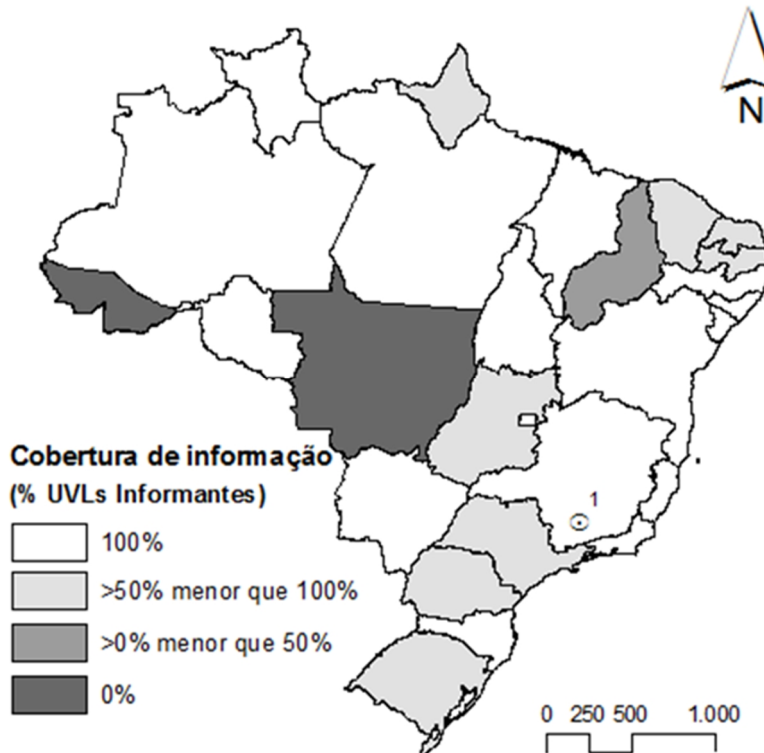 N
1
Cobertura de informação
(% UVLs Informantes)
100%
>50% menor que 100%
>0% menor que 50%
0%
0 250 500 1.000